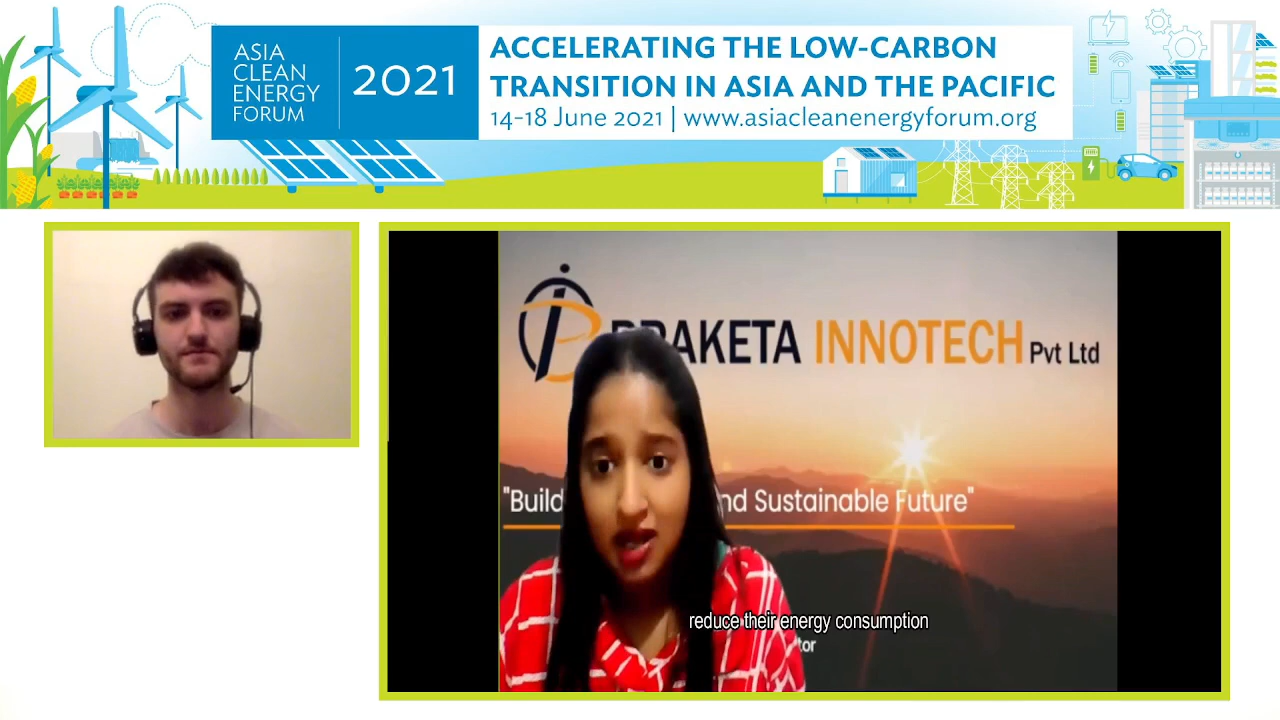 ASIA
CLEAN
ENERGY
FORUM
2021
ACCELERATING THE LOW-CARBON
TRANSITION IN ASIA AND THE PACIFIC
14-18 June 2021 | www.asiacleanenergyforum.org
INNOTECH Pvt Ltd
"Build nd Sustainable Future"
reduce their energy consumption
tor